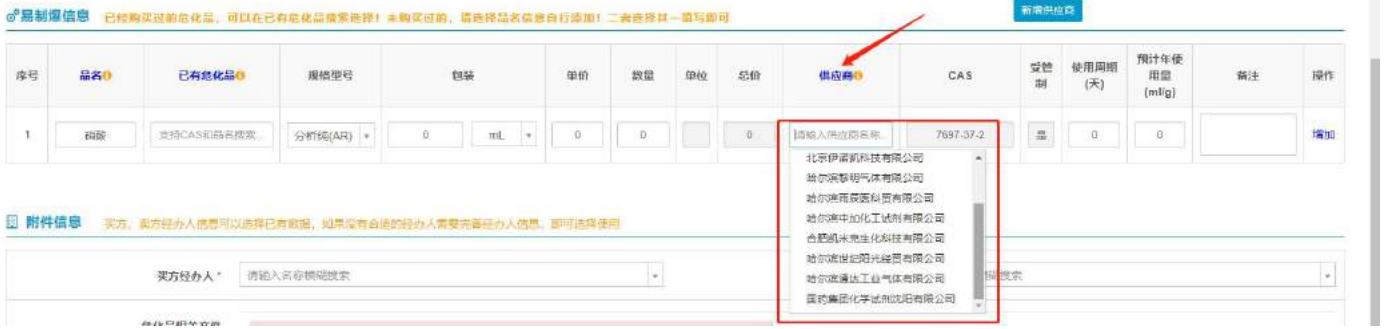 易制爆信息 已经购买过的危化品，可以在已有危化品搜索选择！未购买过的，请选择品名信息自行添加！二者选择其一填写即可 新增供应商
序号 品名 已有危化品 规格型号 包装 单价 数量 单位 总价 供应商 CAS 受管制 使用周期(天) 预计年使用量(ml/g) 备注 操作
1 硝酸 支持CAS和品名搜索... 分析纯(AR) 0 mL 0 0 0 请输入供应商名称... 7697-37-2 是 0 0 增加
北京伊诺凯科技有限公司
哈尔滨黎明气体有限公司
哈尔滨雨辰医科贸有限公司
哈尔滨中加化工试剂有限公司
合肥凯米克生化科技有限公司
哈尔滨世纪阳光经贸有限公司
哈尔滨通达工业气体有限公司
国药集团化学试剂沈阳有限公司
附件信息 买方、卖方经办人信息可以选择已有数据，如果没有合适的经办人需要完善经办人信息，即可选择使用
买方经办人* 请输入名称模糊搜索 糊搜索